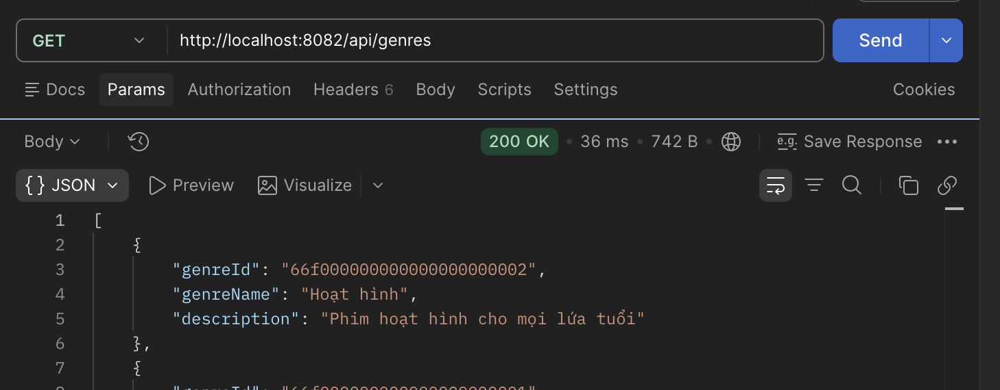 GET http://localhost:8082/api/genres Send
Docs Params Authorization Headers 6 Body Scripts Settings Cookies
Body 200 OK • 36 ms • 742 B • e.g. Save Response
{} JSON Preview Visualize
1 [
2 {
3 "genreId": "66f000000000000000000002",
4 "genreName": "Hoạt hình",
5 "description": "Phim hoạt hình cho mọi lứa tuổi"
6 },
7 {